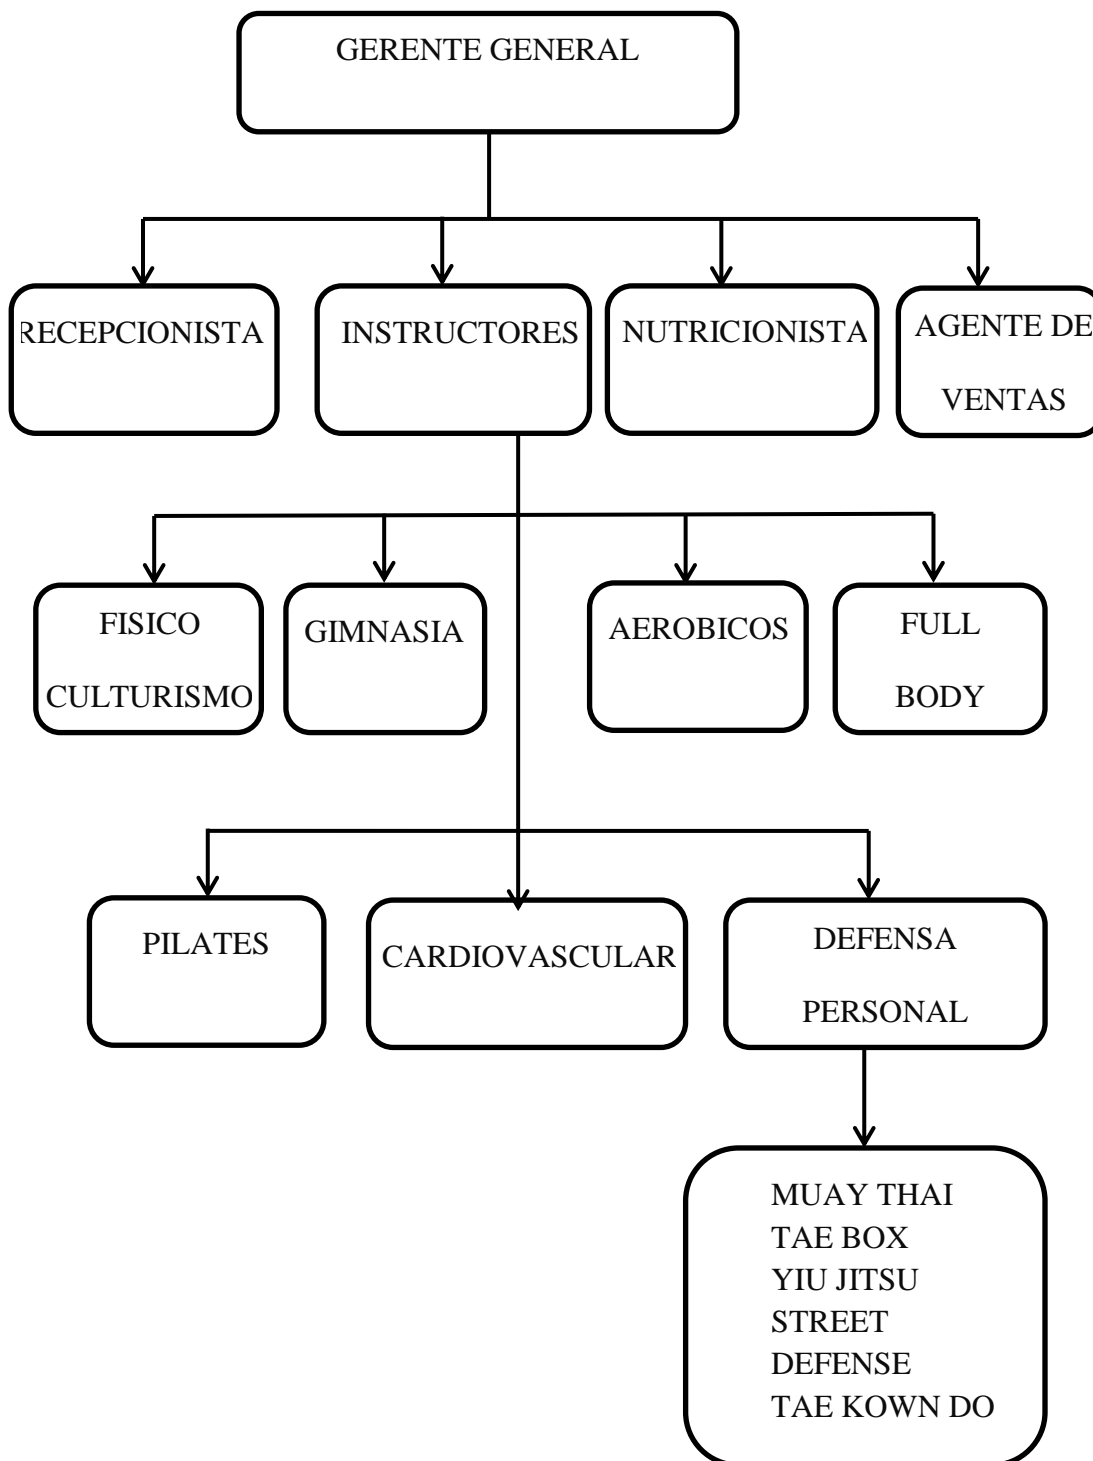 GERENTE GENERAL
RECEPCIONISTA
INSTRUCTORES
NUTRICIONISTA
AGENTE DE
VENTAS
FISICO
CULTURISMO
GIMNASIA
AEROBICOS
FULL
BODY
PILATES
CARDIOVASCULAR
DEFENSA
PERSONAL
MUAY THAI
TAE BOX
YIU JITSU
STREET
DEFENSE
TAE KOWN DO